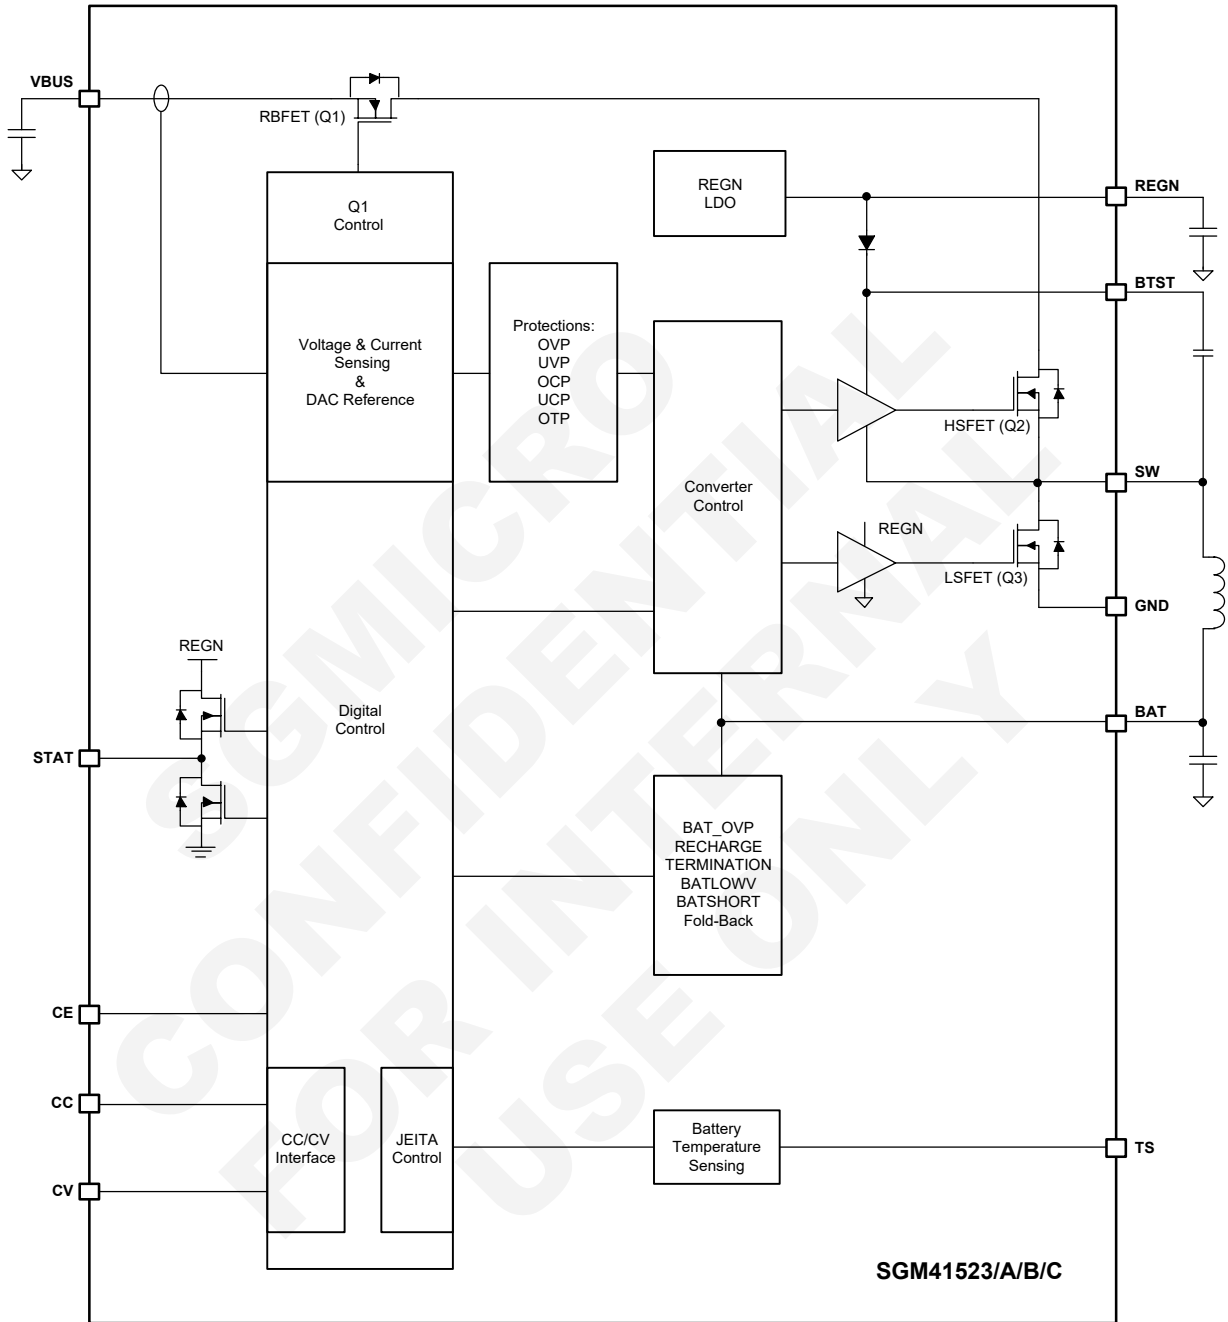 VBUS
RBFET (Q1)
Q1
Control
REGN
LDO
REGN
BTST
Voltage & Current
Sensing
&
DAC Reference
Protections:
OVP
UVP
OCP
UCP
OTP
HSFET (Q2)
Converter
Control
SW
REGN
LSFET (Q3)
GND
REGN
Digital
Control
BAT
STAT
BAT_OVP
RECHARGE
TERMINATION
BATLOWV
BATSHORT
Fold-Back
CE
CC
CC/CV
Interface
JEITA
Control
Battery
Temperature
Sensing
TS
CV
SGM41523/A/B/C
SGMICRO
CONFIDENTIAL
FOR INTERNAL
USE ONLY